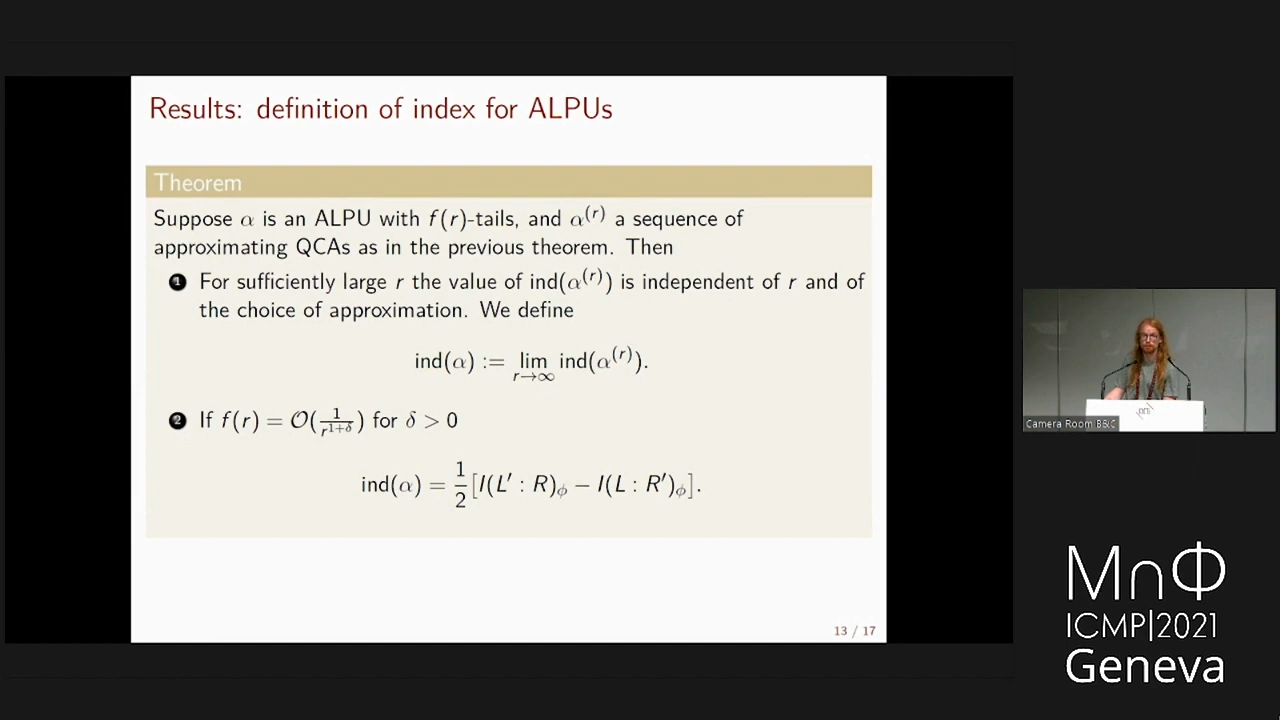 Results: definition of index for ALPUs
Theorem
Suppose α is an ALPU with f(r)-tails, and α^(r) a sequence of
approximating QCAs as in the previous theorem. Then
1 For sufficiently large r the value of ind(α^(r)) is independent of r and of
the choice of approximation. We define
ind(α) := lim_{r→∞} ind(α^(r)).
2 If f(r) = O(1/r^{1+δ}) for δ > 0
ind(α) = 1/2 [I(L′ : R)_ϕ − I(L : R′)_ϕ].
13 / 17
Camera Room B&C
MnΦ
ICMP|2021
Geneva